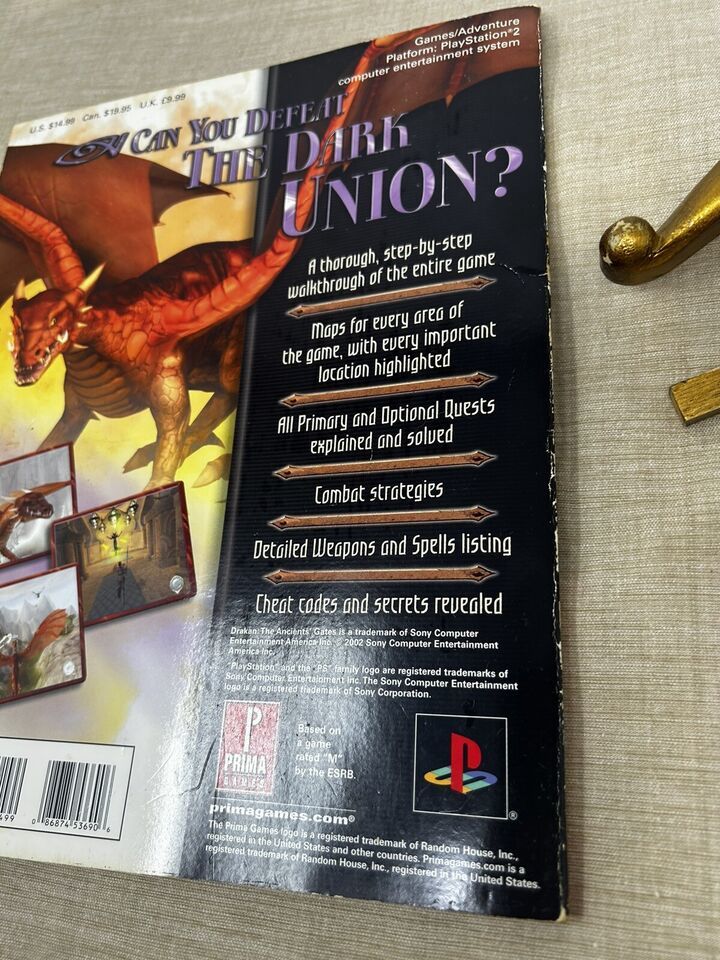 Games/Adventure
Platform: PlayStation®2
computer entertainment system
U.S. $14.99 Can. $19.95 U.K. £9.99
CAN YOU DEFEAT
THE DARK
UNION?
A thorough, step-by-step
walkthrough of the entire game
Maps for every area of
the game, with every important
location highlighted
All Primary and Optional Quests
explained and solved
Combat strategies
Detailed Weapons and Spells listing
Cheat codes and secrets revealed
Drakan: The Ancients' Gates is a trademark of Sony Computer
Entertainment America Inc. © 2002 Sony Computer Entertainment
America Inc.
"PlayStation" and the "PS" family logo are registered trademarks of
Sony Computer Entertainment Inc. The Sony Computer Entertainment
logo is a registered trademark of Sony Corporation.
P
PRIMA
GAMES
Based on
a game
rated "M"
by the ESRB.
®
primagames.com®
The Prima Games logo is a registered trademark of Random House, Inc.,
registered in the United States and other countries. Primagames.com is a
registered trademark of Random House, Inc., registered in the United States.
499
0 86874 53690 6